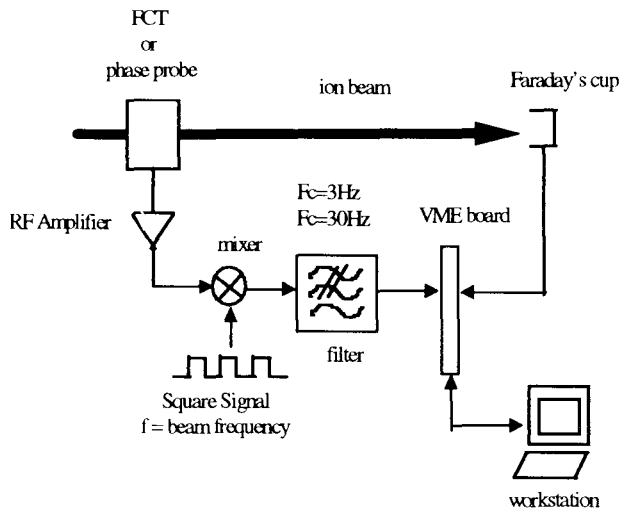 FCT
or
phase probe
ion beam
Faraday's cup
Fc=3Hz
Fc=30Hz
VME board
RF Amplifier
mixer
filter
Square Signal
f = beam frequency
workstation